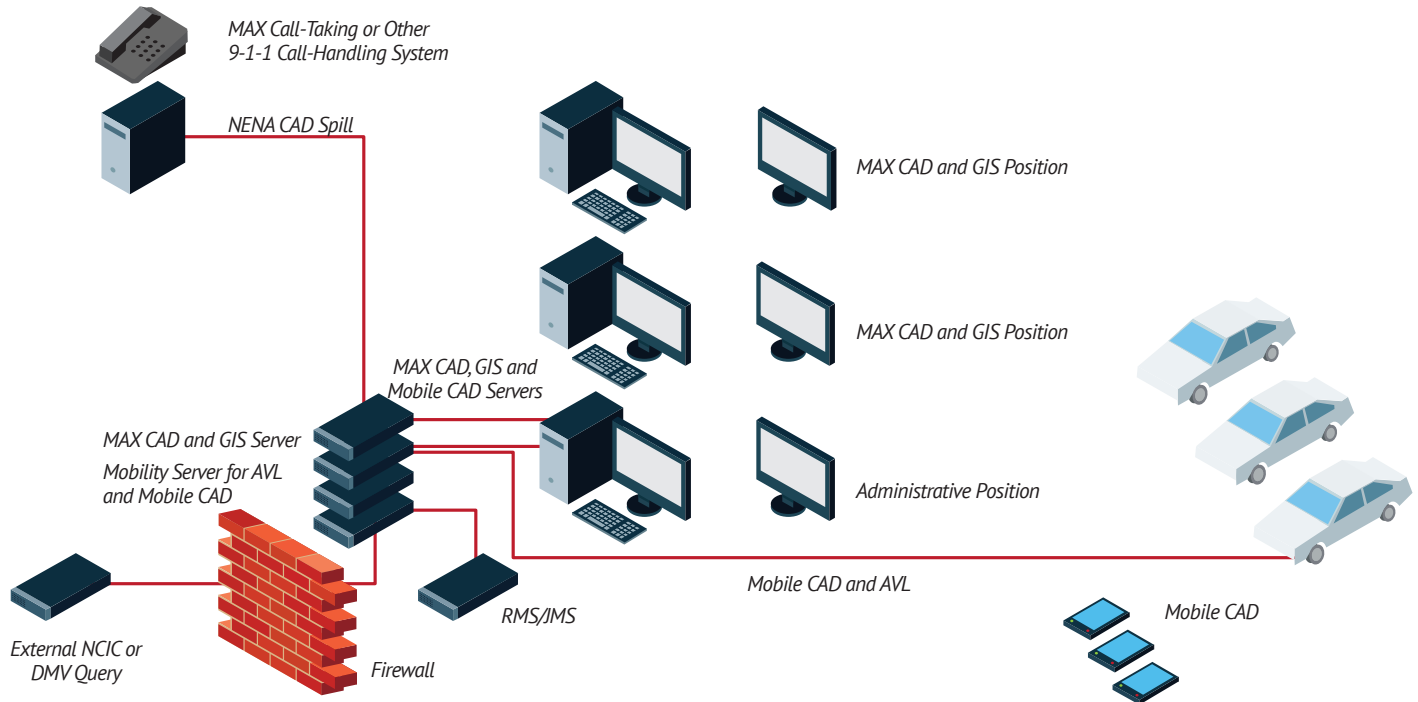 MAX Call-Taking or Other
9-1-1 Call-Handling System
NENA CAD Spill
MAX CAD and GIS Position
MAX CAD and GIS Position
MAX CAD, GIS and
Mobile CAD Servers
MAX CAD and GIS Server
Mobility Server for AVL
and Mobile CAD
Administrative Position
Mobile CAD and AVL
RMS/JMS
Mobile CAD
External NCIC or
DMV Query
Firewall